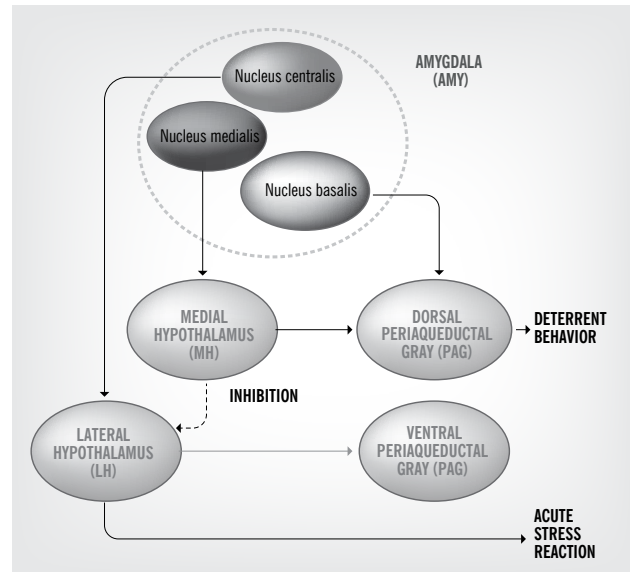 Nucleus centralis
AMYGDALA
(AMY)
Nucleus medialis
Nucleus basalis
MEDIAL
HYPOTHALAMUS
(MH)
DORSAL
PERIAQUEDUCTAL
GRAY (PAG)
DETERRENT
BEHAVIOR
INHIBITION
LATERAL
HYPOTHALAMUS
(LH)
VENTRAL
PERIAQUEDUCTAL
GRAY (PAG)
ACUTE
STRESS
REACTION